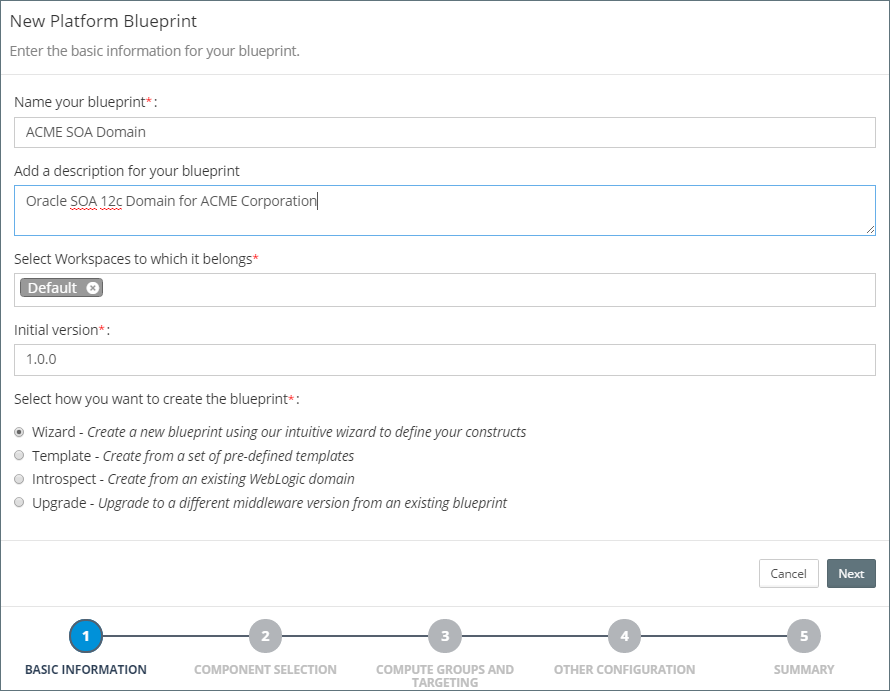 New Platform Blueprint
Enter the basic information for your blueprint.
Name your blueprint*:
ACME SOA Domain
Add a description for your blueprint
Oracle SOA 12c Domain for ACME Corporation
Select Workspaces to which it belongs*
Default
Initial version*:
1.0.0
Select how you want to create the blueprint*:
Wizard - Create a new blueprint using our intuitive wizard to define your constructs
Template - Create from a set of pre-defined templates
Introspect - Create from an existing WebLogic domain
Upgrade - Upgrade to a different middleware version from an existing blueprint
Cancel Next
1 2 3 4 5
BASIC INFORMATION COMPONENT SELECTION COMPUTE GROUPS AND OTHER CONFIGURATION SUMMARY
TARGETING